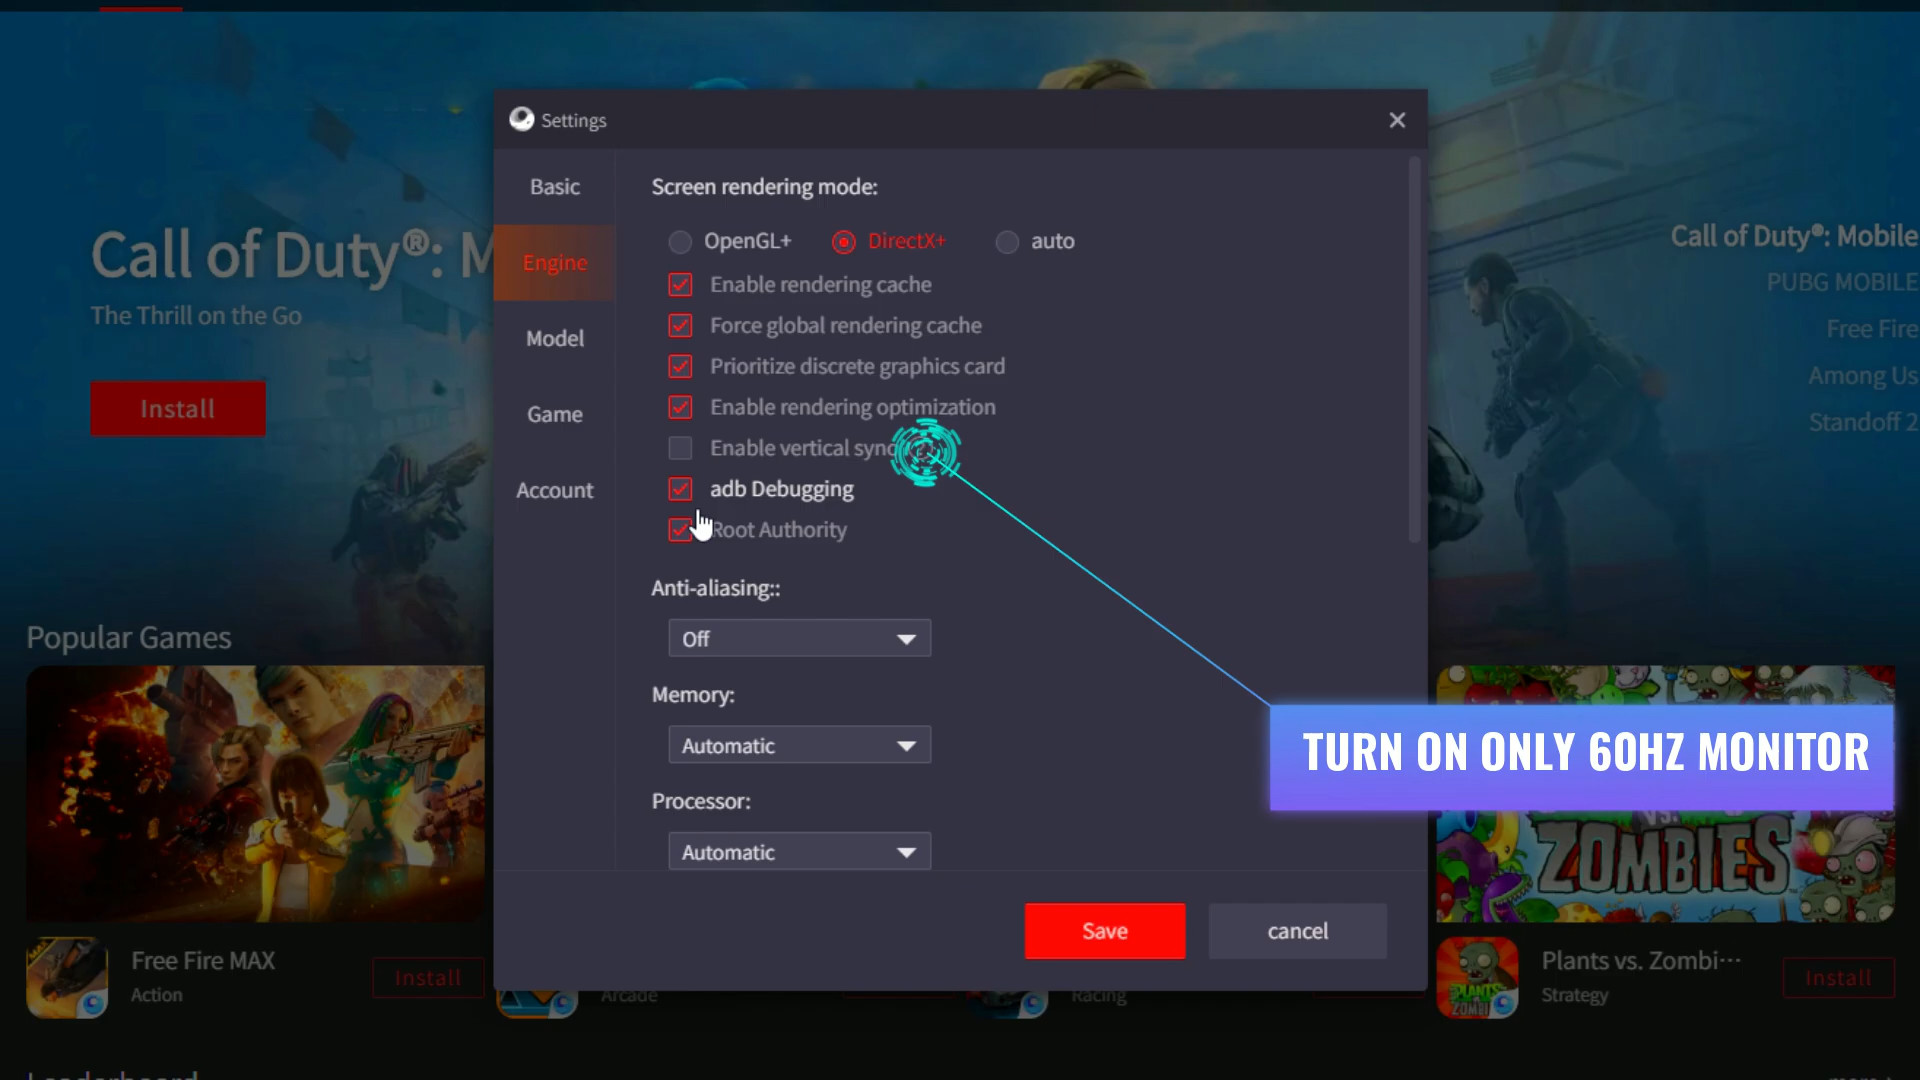 Settings
Basic
Engine
Model
Game
Account
Screen rendering mode:
OpenGL+
DirectX+
auto
Enable rendering cache
Force global rendering cache
Prioritize discrete graphics card
Enable rendering optimization
Enable vertical sync
adb Debugging
Root Authority
Anti-aliasing::
Off
Memory:
Automatic
Processor:
Automatic
Save
cancel
TURN ON ONLY 60HZ MONITOR
Call of Duty®: M
The Thrill on the Go
Install
Call of Duty®: Mobile
PUBG MOBILE
Free Fire
Among Us
Standoff 2
Popular Games
VS.
ZOMBIES
MAX
Free Fire MAX
Action
Install
Arcade
Racing
PLANTS
ZOMBI
Plants vs. Zombi···
Strategy
Install